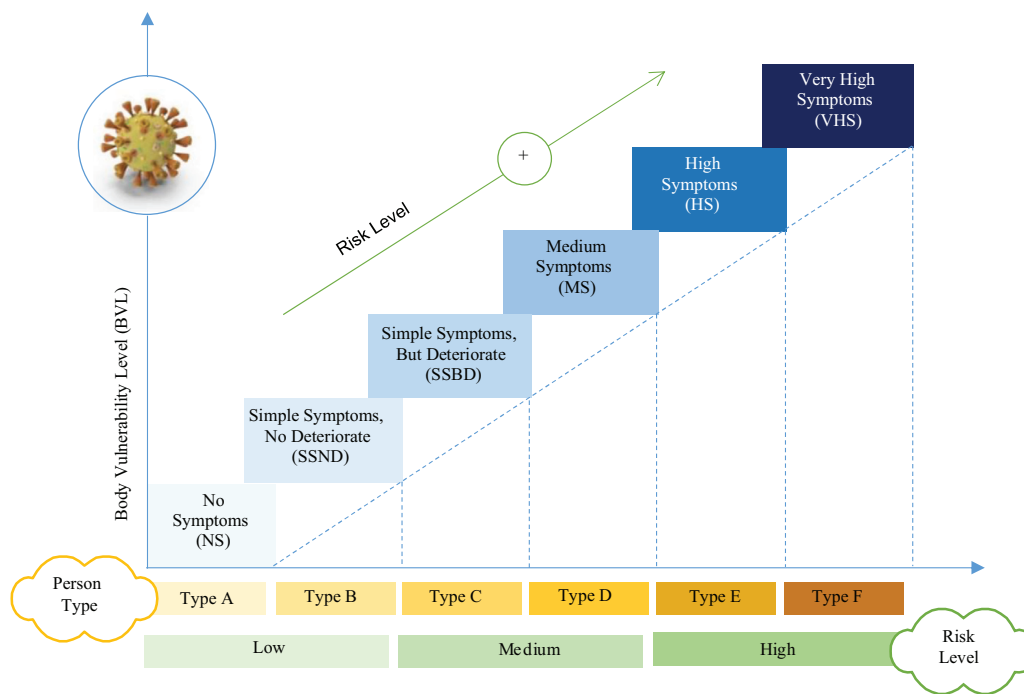 Very High
Symptoms
(VHS)
High
Symptoms
(HS)
+
Risk Level
Medium
Symptoms
(MS)
Simple Symptoms,
But Deteriorate
(SSBD)
Simple Symptoms,
No Deteriorate
(SSND)
No
Symptoms
(NS)
Body Vulnerability Level (BVL)
Person
Type
Type A
Type B
Type C
Type D
Type E
Type F
Low
Medium
High
Risk
Level